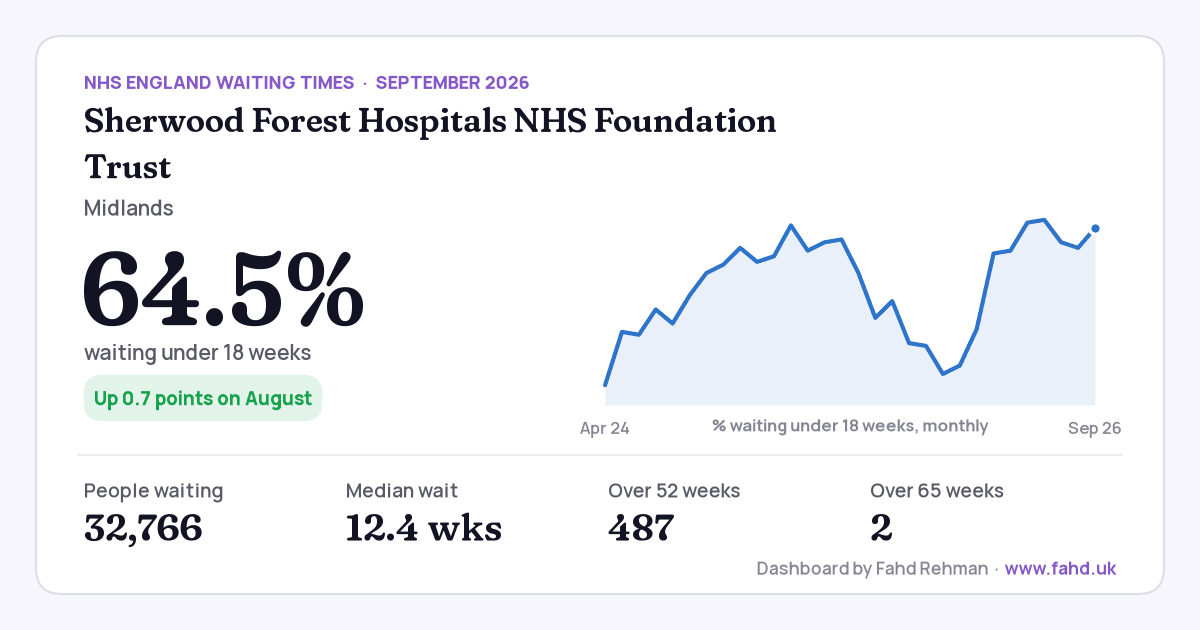 NHS ENGLAND WAITING TIMES · SEPTEMBER 2026
Sherwood Forest Hospitals NHS Foundation
Trust
Midlands
64.5%
waiting under 18 weeks
Up 0.7 points on August
Apr 24
% waiting under 18 weeks, monthly
Sep 26
People waiting
32,766
Median wait
12.4 wks
Over 52 weeks
487
Over 65 weeks
2
Dashboard by Fahd Rehman · www.fahd.uk